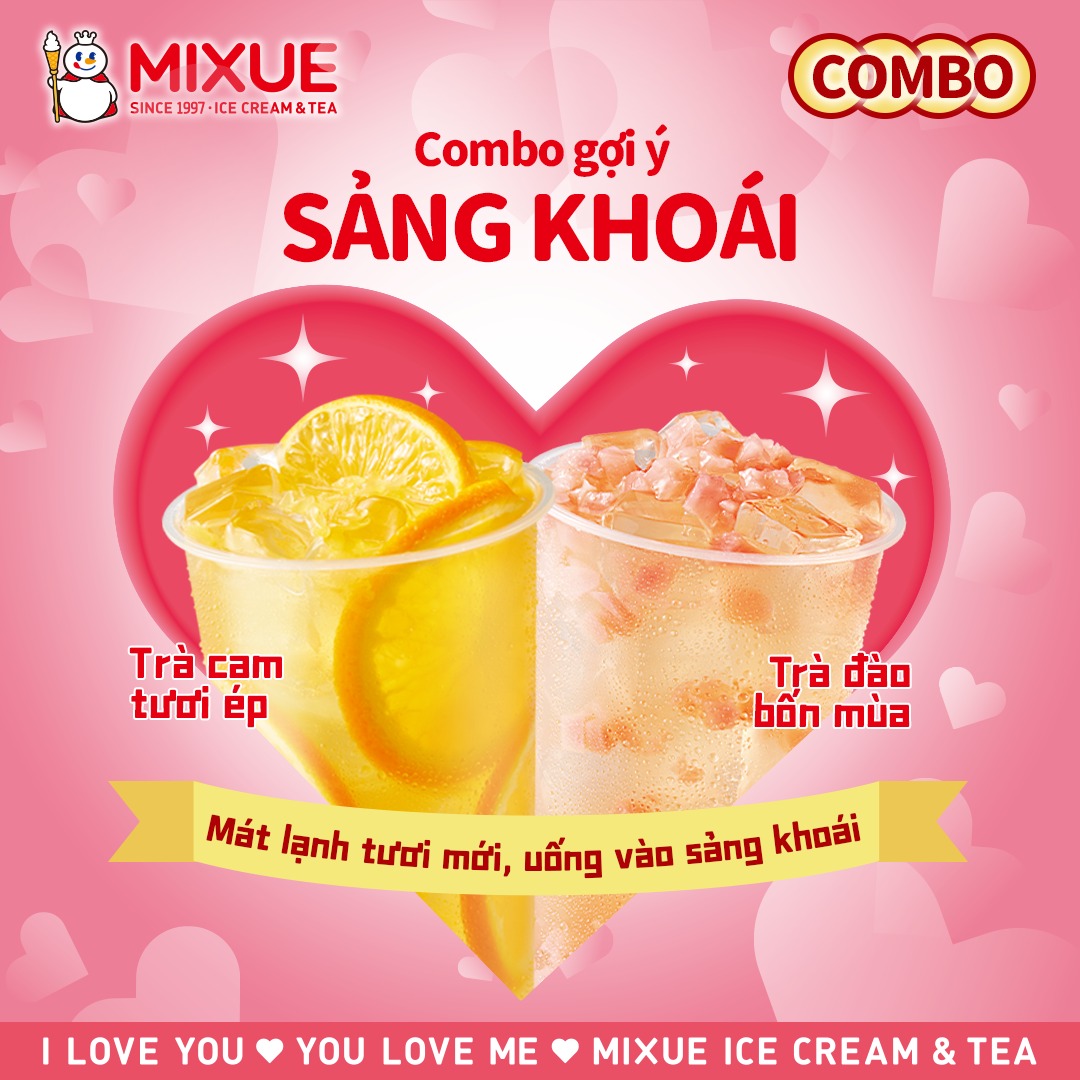 MIXUE
SINCE 1997 · ICE CREAM & TEA
COMBO
Combo gợi ý
SẢNG KHOÁI
Trà cam
tươi ép
Trà đào
bốn mùa
Mát lạnh tươi mới, uống vào sảng khoái
I LOVE YOU ♥ YOU LOVE ME ♥ MIXUE ICE CREAM & TEA